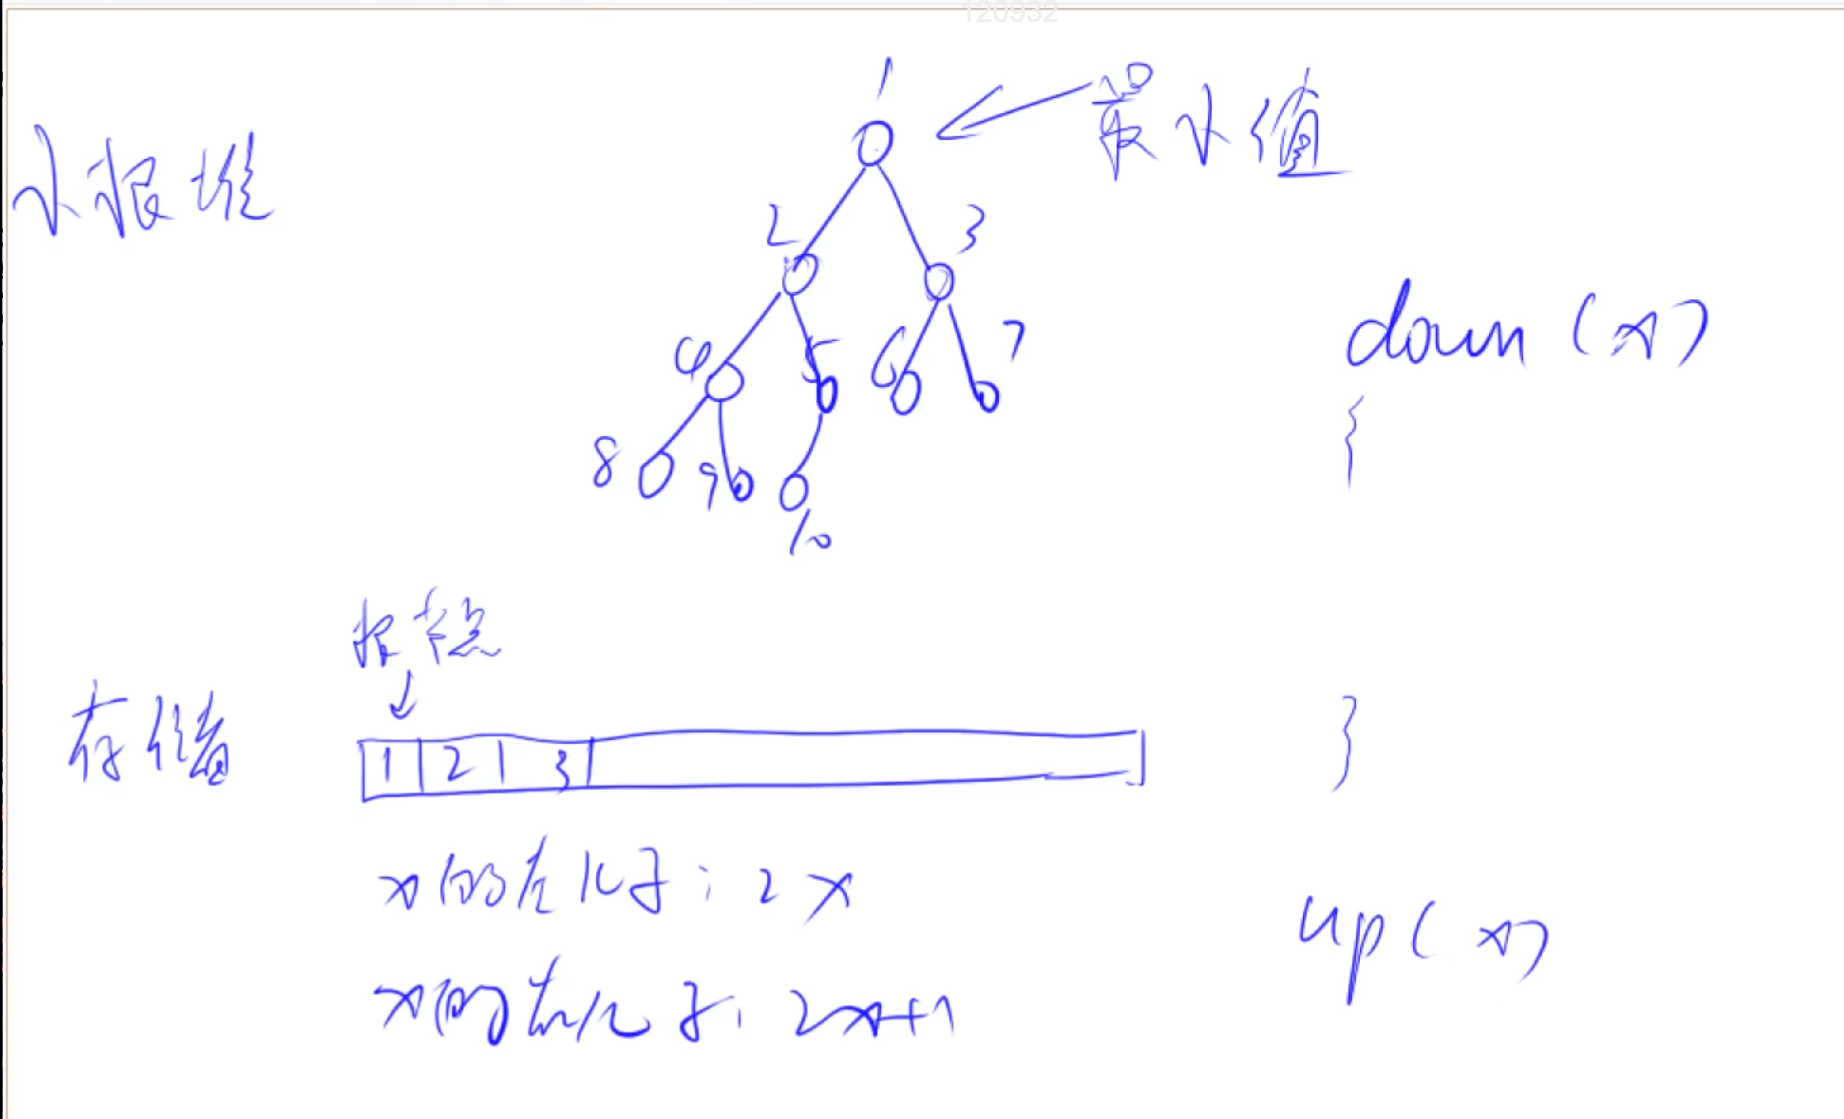 120932
小根堆
1
最小值
2 3
4 5 6 7
8 9 10
down(x)
{
}
根节点
存储
1 2 3
x的左儿子: 2x
x的右儿子: 2x+1
up(x)